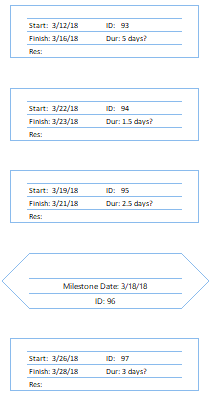 Start: 3/12/18 ID: 93
Finish: 3/16/18 Dur: 5 days?
Res:
Start: 3/22/18 ID: 94
Finish: 3/23/18 Dur: 1.5 days?
Res:
Start: 3/19/18 ID: 95
Finish: 3/21/18 Dur: 2.5 days?
Res:
Milestone Date: 3/18/18
ID: 96
Start: 3/26/18 ID: 97
Finish: 3/28/18 Dur: 3 days?
Res: